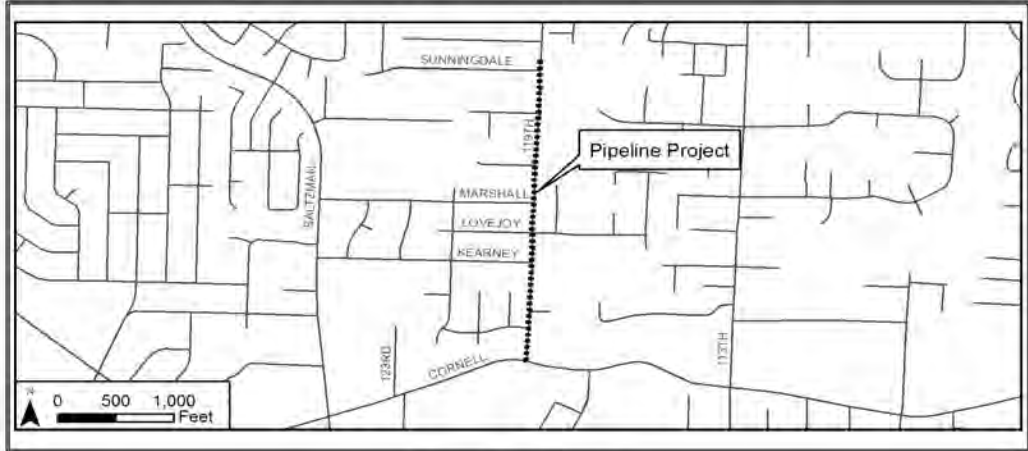 SUNNINGDALE
119TH
Pipeline Project
SALTZMAN
MARSHALL
LOVEJOY
KEARNEY
123RD
CORNELL
113TH
0 500 1,000
Feet